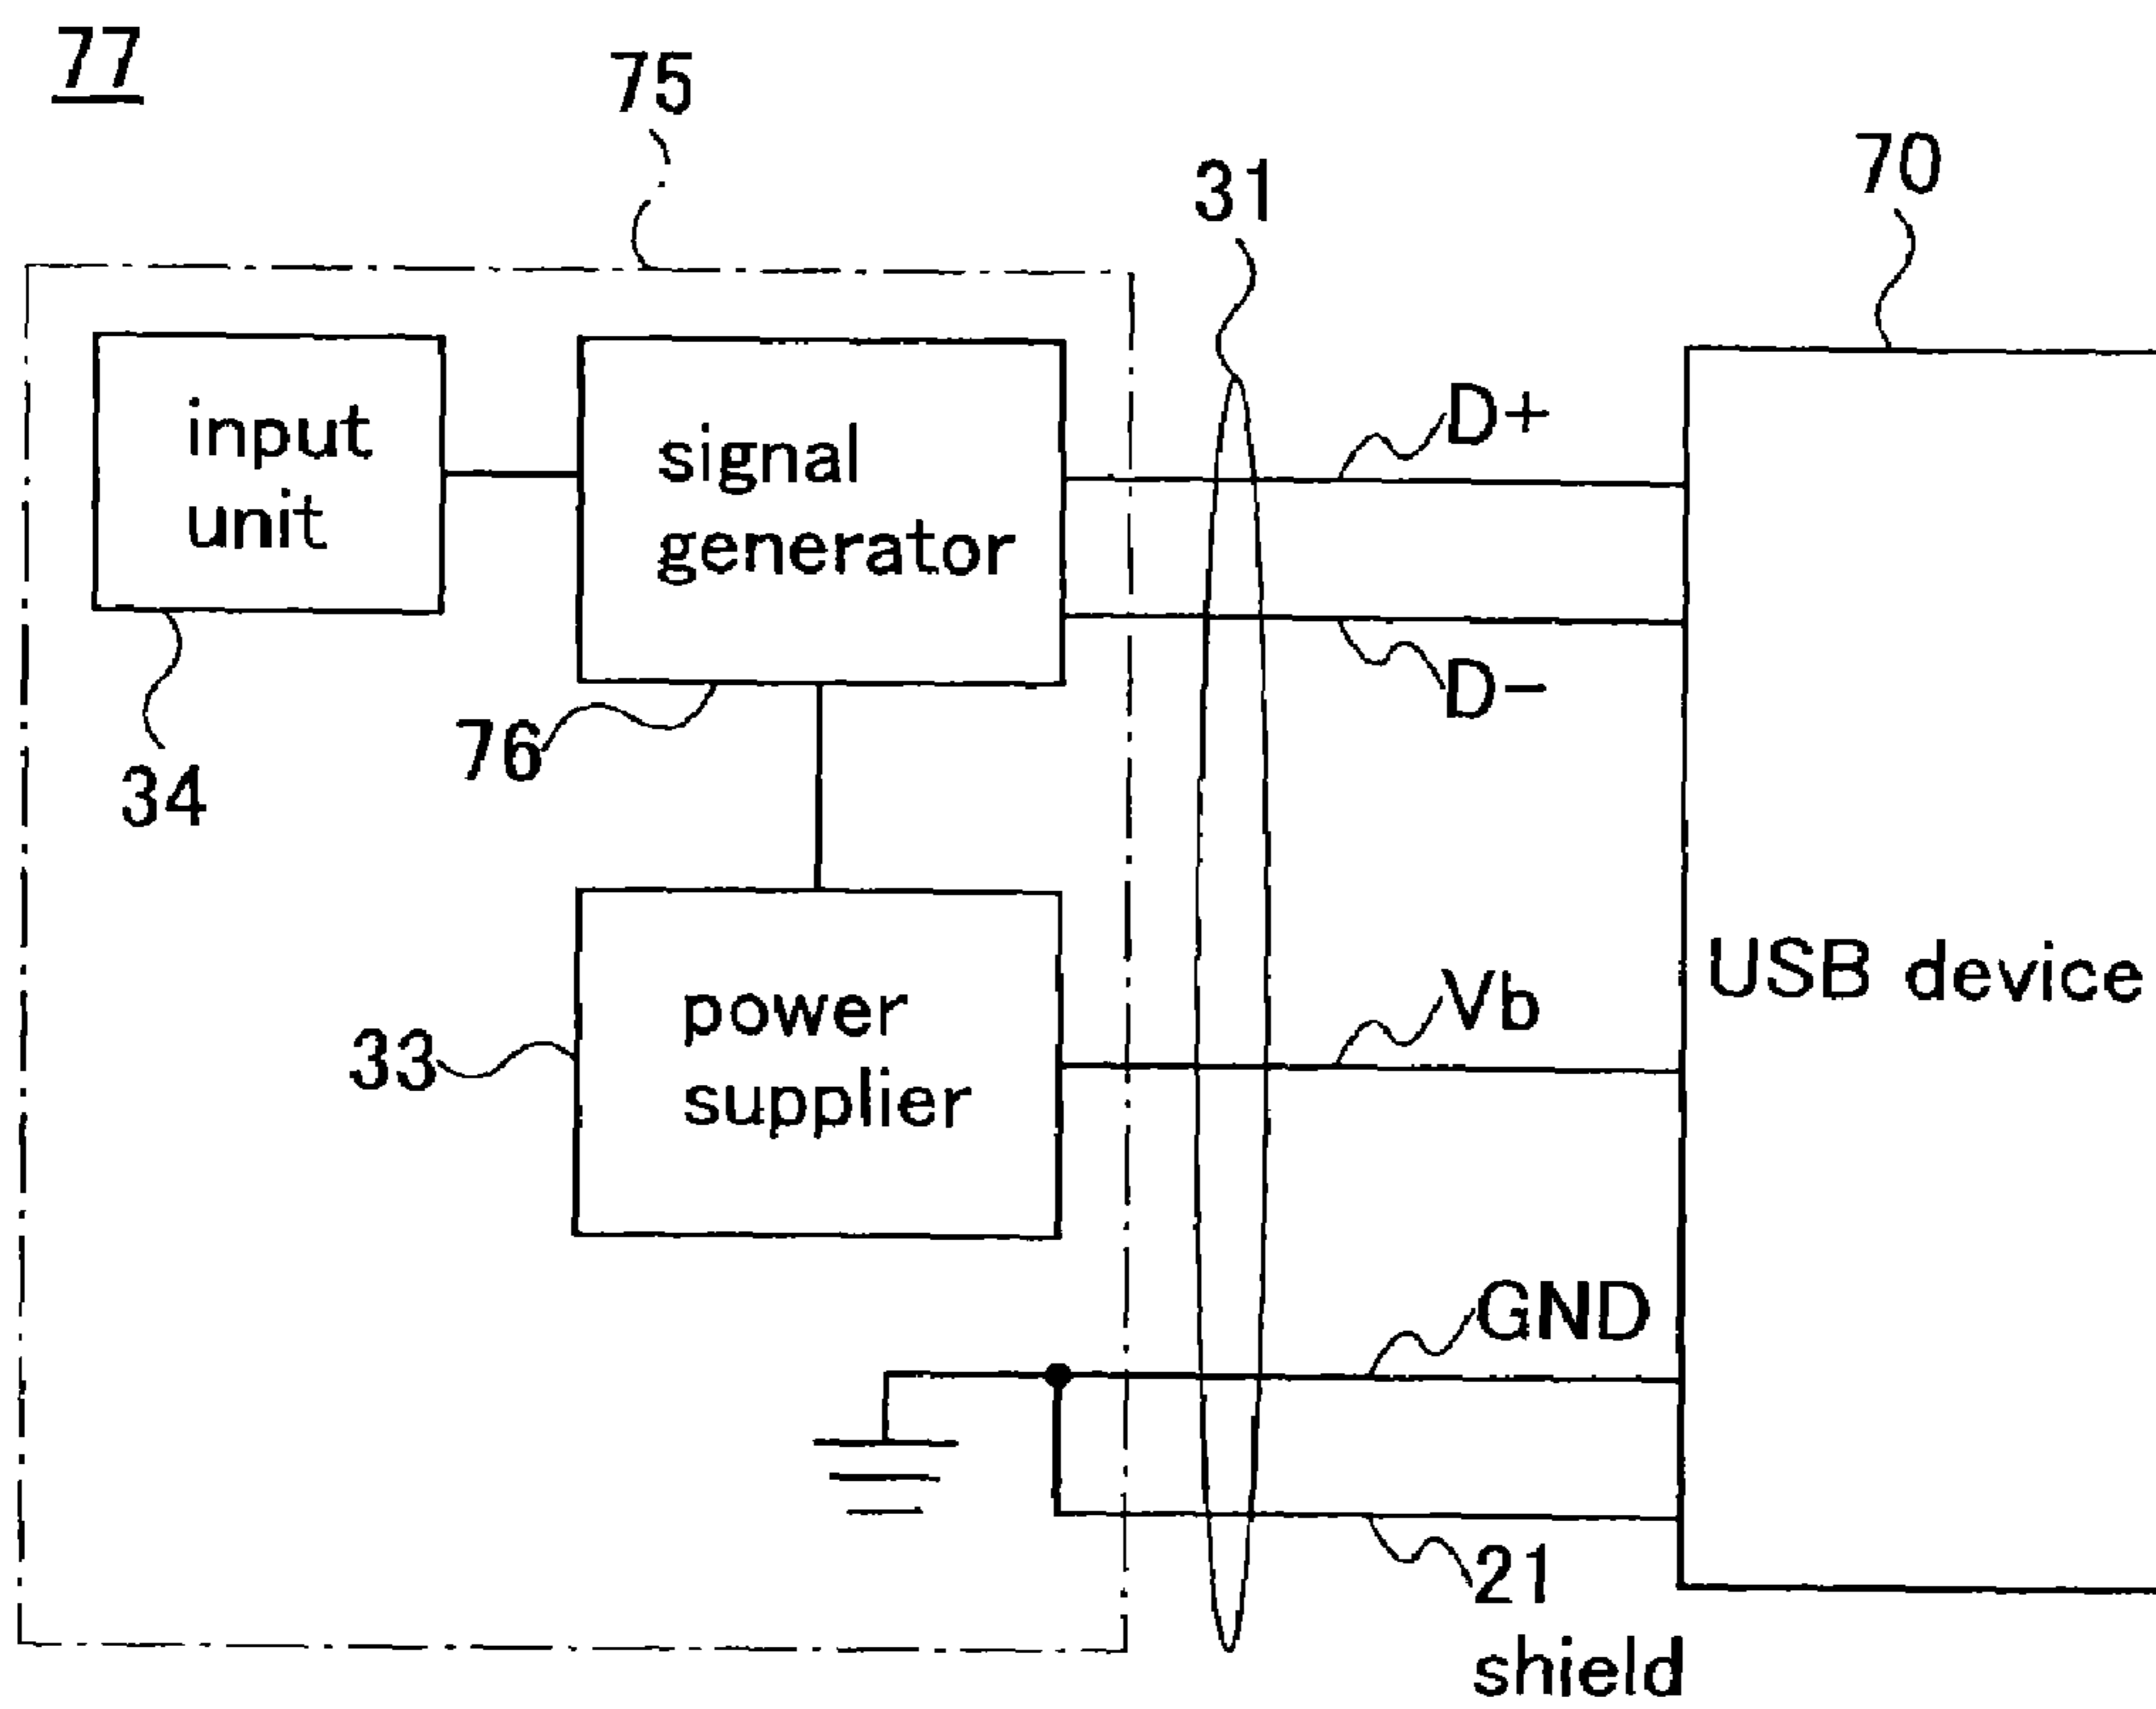 77
75
31
70
input
unit
signal
generator
D+
D−
34
76
33
power
supplier
Vb
USB device
GND
21
shield